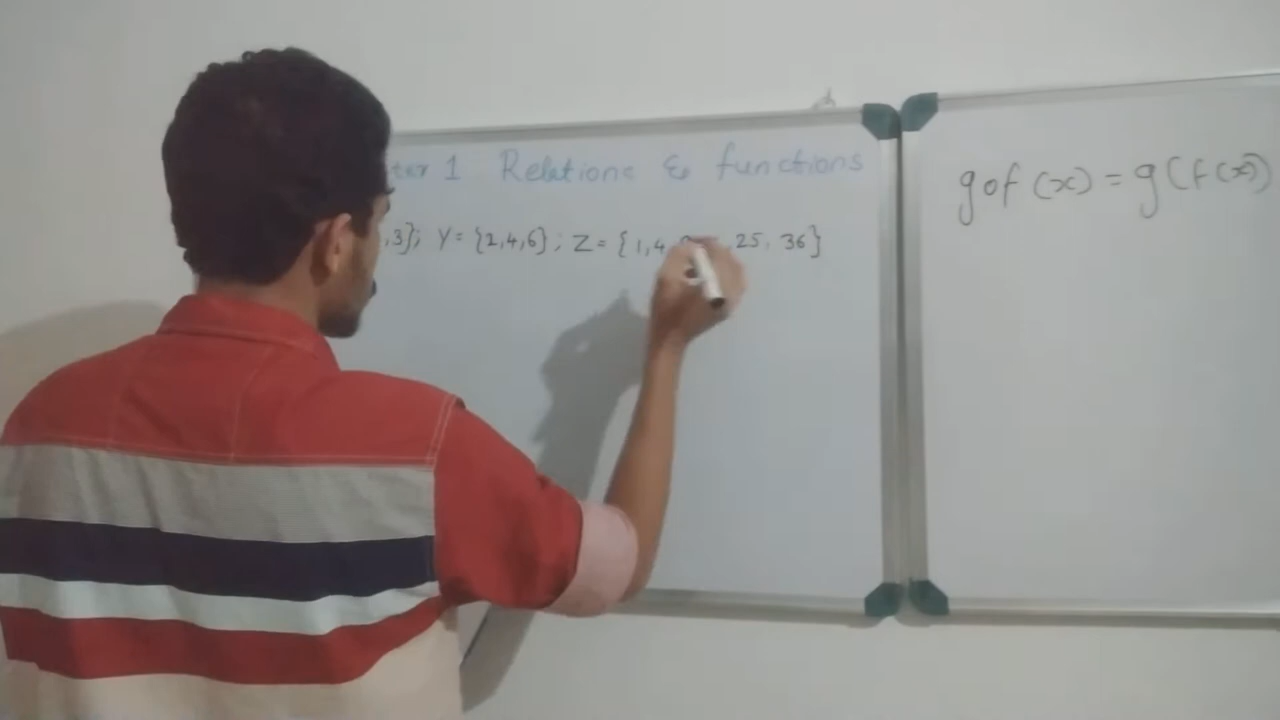 ter 1 Relations & functions
,3}; Y = {2,4,6}; Z = {1,4, ,25, 36}
gof (x) = g(f(x))